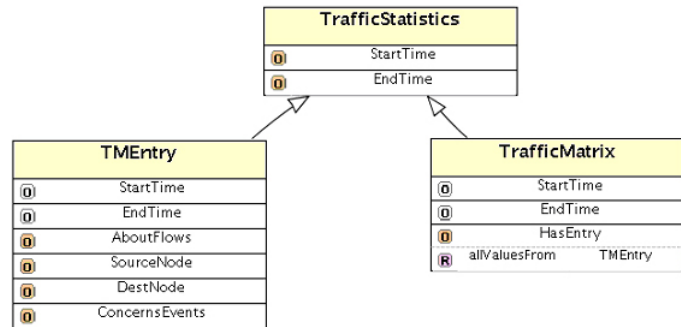 TrafficStatistics
O StartTime
O EndTime
TMEntry
O StartTime
O EndTime
O AboutFlows
O SourceNode
O DestNode
O ConcernsEvents
TrafficMatrix
O StartTime
O EndTime
O HasEntry
R allValuesFrom TMEntry